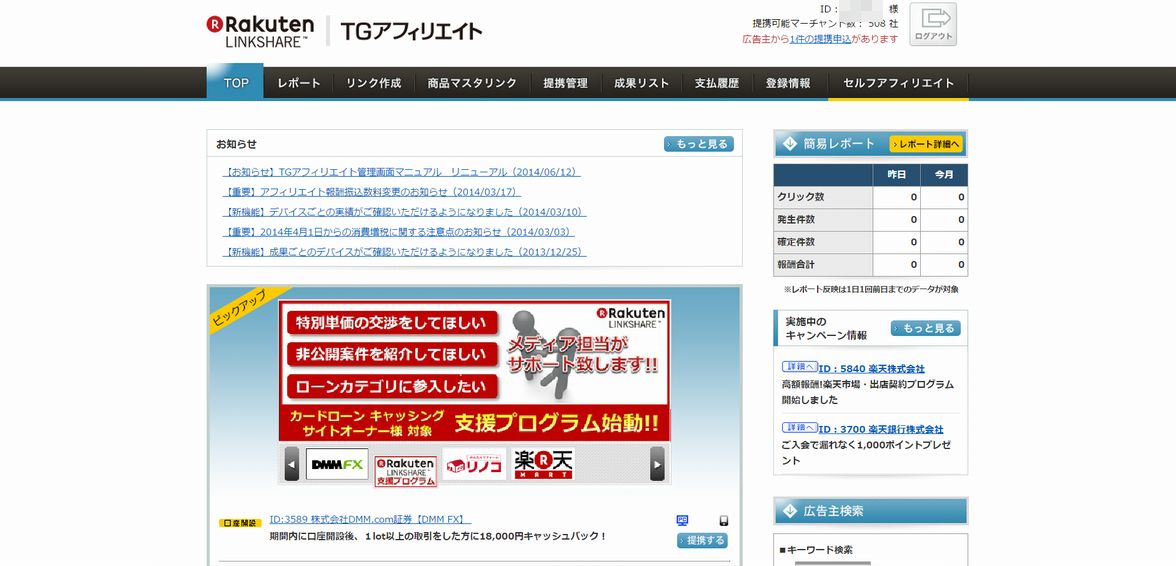 Rakuten
LINKSHARE™
TGアフィリエイト
ID: 様
提携可能マーチャント数: 508 社
広告主から1件の提携申込があります
ログアウト
TOP レポート リンク作成 商品マスタリンク 提携管理 成果リスト 支払履歴 登録情報 セルフアフィリエイト
お知らせ
もっと見る
【お知らせ】TGアフィリエイト管理画面マニュアル リニューアル(2014/06/12)
【重要】アフィリエイト報酬振込数料変更のお知らせ(2014/03/17)
【新機能】デバイスごとの実績がご確認いただけるようになりました(2014/03/10)
【重要】2014年4月1日からの消費増税に関する注意点のお知らせ(2014/03/03)
【新機能】成果ごとのデバイスがご確認いただけるようになりました(2013/12/25)
ピックアップ
特別単価の交渉をしてほしい
非公開案件を紹介してほしい
ローンカテゴリに参入したい
Rakuten
LINKSHARE™
メディア担当が
サポート致します!!
カードローン キャッシング
サイトオーナー様 対象
支援プログラム始動!!
DMM FX
Rakuten
LINKSHARE
支援プログラム
リノコ
楽天
MART
口座開設
ID:3589 株式会社DMM.com証券【DMM FX】
PC
期間内に口座開設後、1lot以上の取引をした方に18,000円キャッシュバック!
提携する
簡易レポート
レポート詳細へ
昨日 今月
クリック数 0 0
発生件数 0 0
確定件数 0 0
報酬合計 0 0
※レポート反映は1日1回前日までのデータが対象
実施中の
キャンペーン情報
もっと見る
詳細へ ID : 5840 楽天株式会社
高額報酬!楽天市場・出店契約プログラム
開始しました
詳細へ ID : 3700 楽天銀行株式会社
ご入会で漏れなく1,000ポイントプレゼ
ント
広告主検索
■キーワード検索